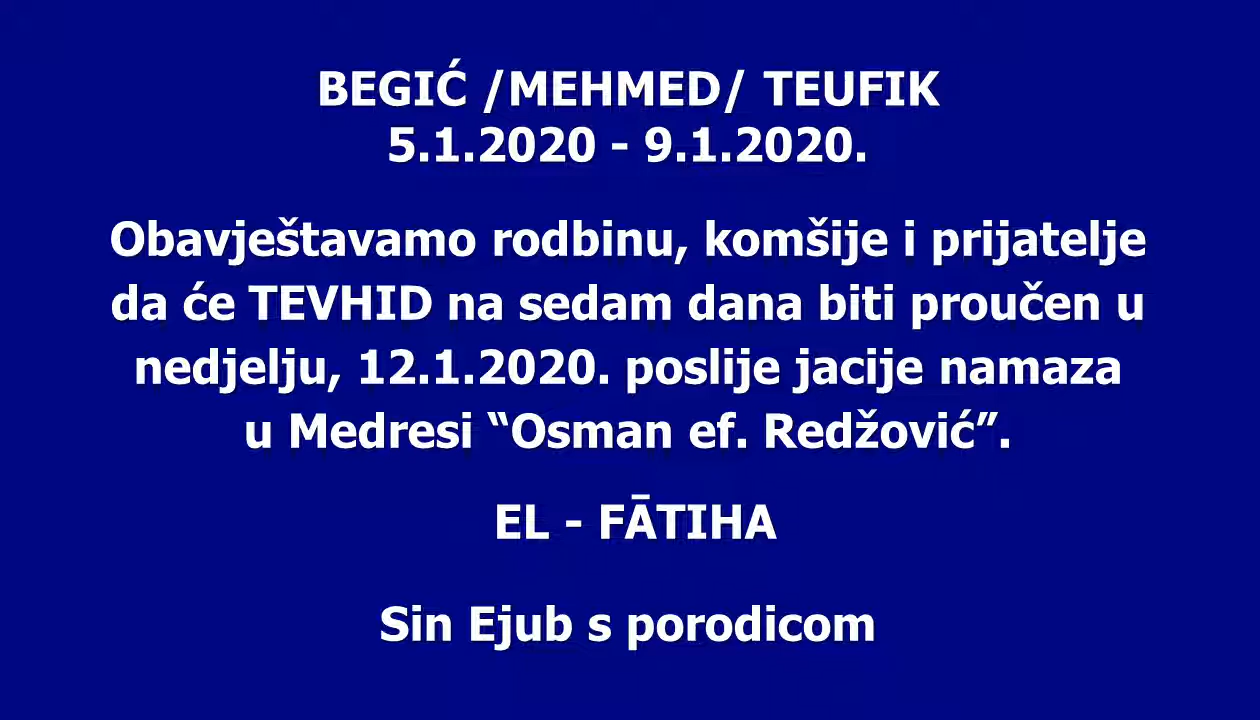 BEGIĆ /MEHMED/ TEUFIK
5.1.2020 - 9.1.2020.
Obavještavamo rodbinu, komšije i prijatelje
da će TEVHID na sedam dana biti proučen u
nedjelju, 12.1.2020. poslije jacije namaza
u Medresi “Osman ef. Redžović”.
EL - FĀTIHA
Sin Ejub s porodicom